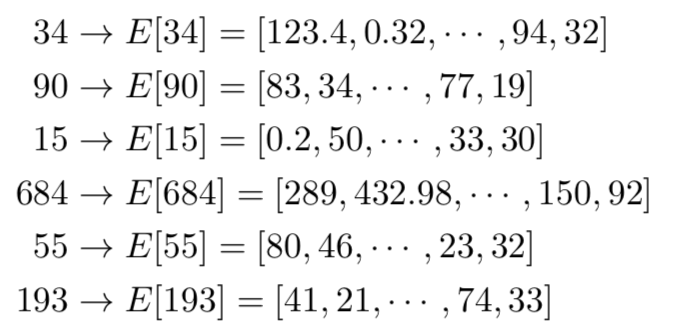 34 → E[34] = [123.4, 0.32, ⋯ , 94, 32]
90 → E[90] = [83, 34, ⋯ , 77, 19]
15 → E[15] = [0.2, 50, ⋯ , 33, 30]
684 → E[684] = [289, 432.98, ⋯ , 150, 92]
55 → E[55] = [80, 46, ⋯ , 23, 32]
193 → E[193] = [41, 21, ⋯ , 74, 33]